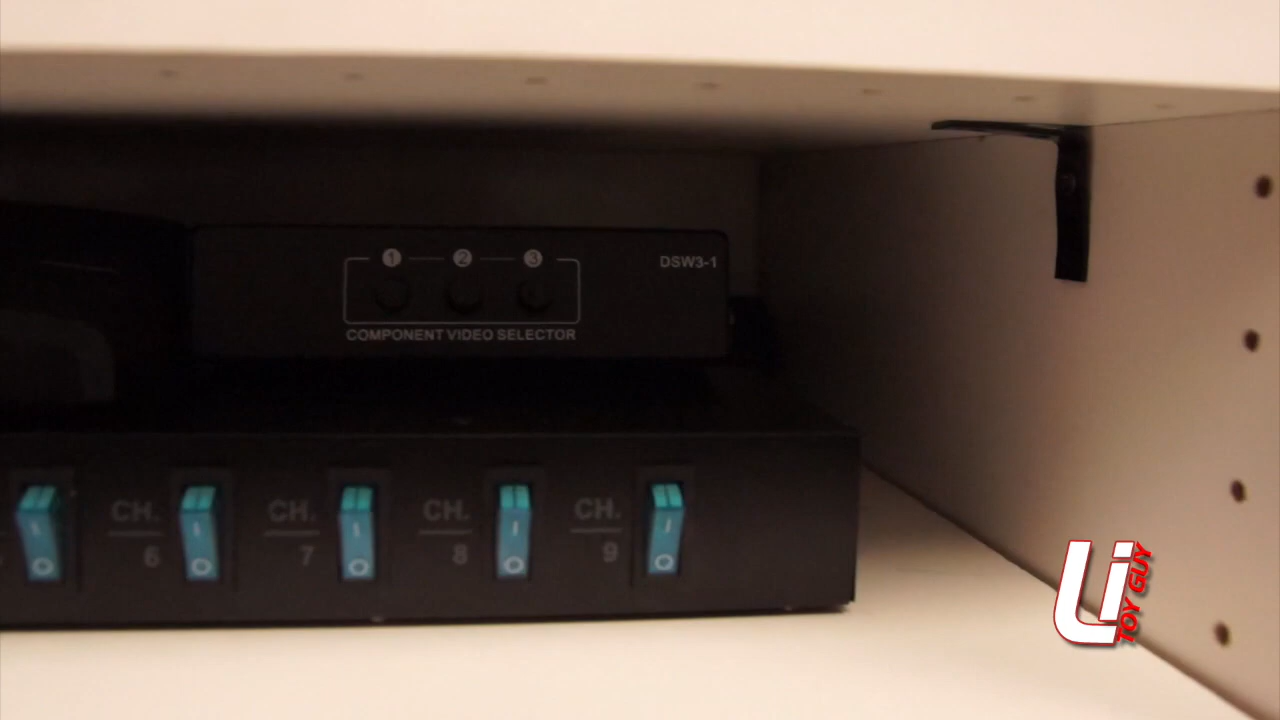 1 2 3
DSW3-1
COMPONENT VIDEO SELECTOR
CH. 6 CH. 7 CH. 8 CH. 9
I I I I I
O O O O O
Li TOY GUY